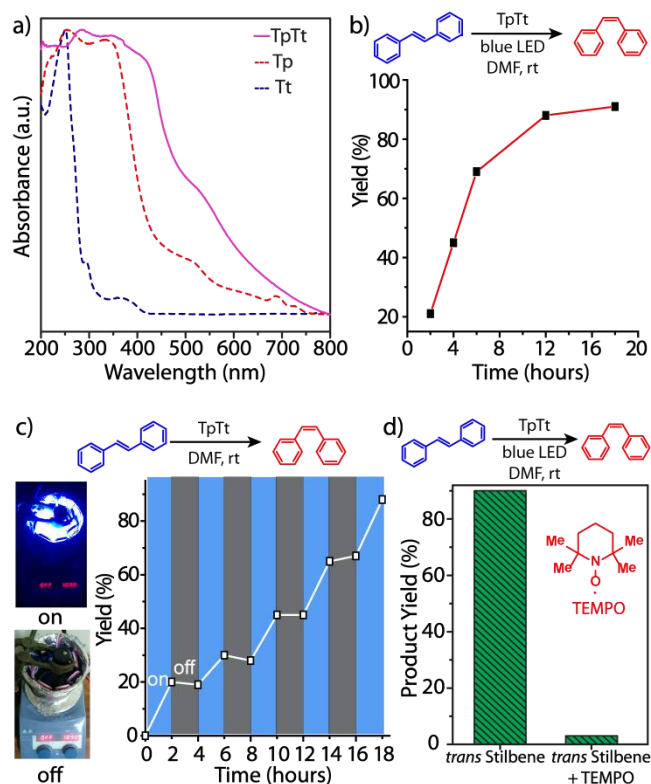 a)
TpTt
Tp
Tt
Absorbance (a.u.)
200 300 400 500 600 700 800
Wavelength (nm)
b)
TpTt
blue LED
DMF, rt
Yield (%)
100
80
60
40
20
0 4 8 12 16 20
Time (hours)
c)
TpTt
DMF, rt
on
off
Yield (%)
80
60
40
20
0
on
off
0 2 4 6 8 10 12 14 16 18
Time (hours)
d)
TpTt
blue LED
DMF, rt
Product Yield (%)
80
60
40
20
0
Me Me
Me N Me
O
·
TEMPO
trans Stilbene
trans Stilbene
+ TEMPO